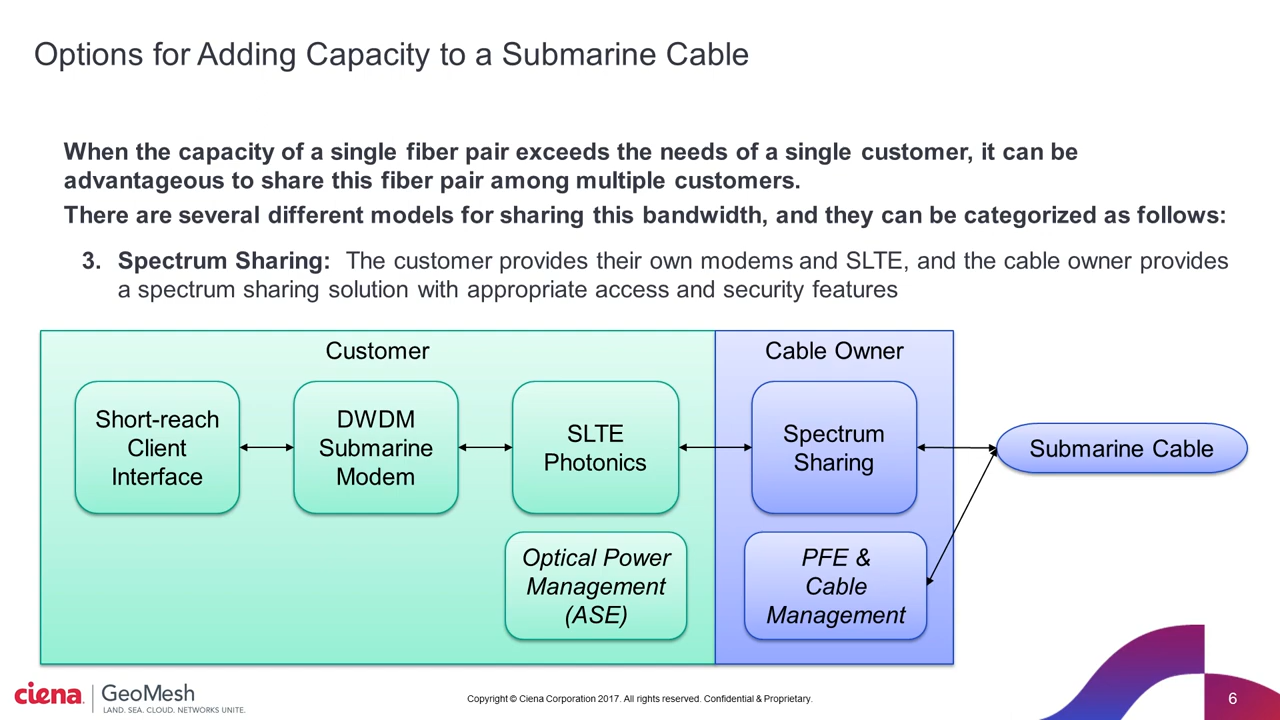 Options for Adding Capacity to a Submarine Cable
When the capacity of a single fiber pair exceeds the needs of a single customer, it can be
advantageous to share this fiber pair among multiple customers.
There are several different models for sharing this bandwidth, and they can be categorized as follows:
3. Spectrum Sharing: The customer provides their own modems and SLTE, and the cable owner provides
a spectrum sharing solution with appropriate access and security features
Customer
Cable Owner
Short-reach
Client
Interface
DWDM
Submarine
Modem
SLTE
Photonics
Spectrum
Sharing
Submarine Cable
Optical Power
Management
(ASE)
PFE &
Cable
Management
ciena.
GeoMesh
LAND. SEA. CLOUD. NETWORKS UNITE.
Copyright © Ciena Corporation 2017. All rights reserved. Confidential & Proprietary.
6